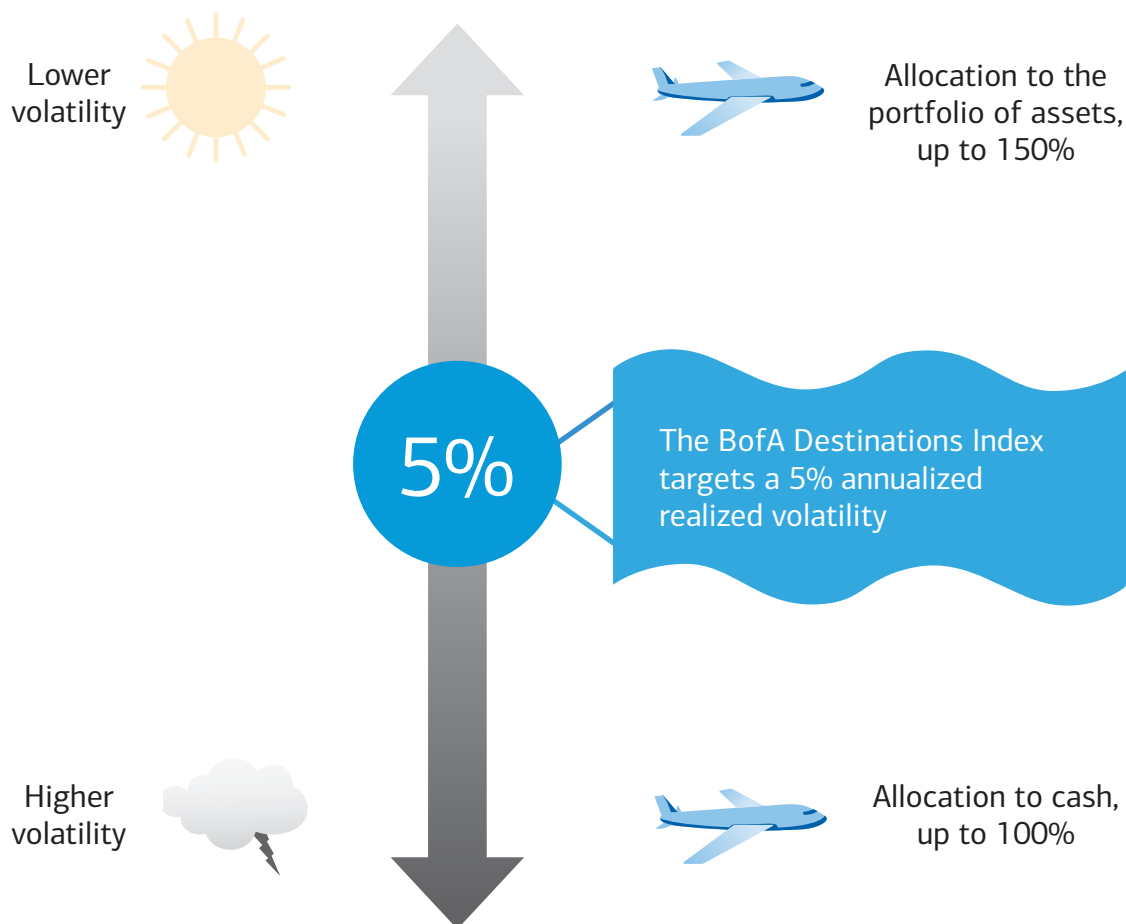 Lower
volatility
Allocation to the
portfolio of assets,
up to 150%
5%
The BofA Destinations Index
targets a 5% annualized
realized volatility
Higher
volatility
Allocation to cash,
up to 100%